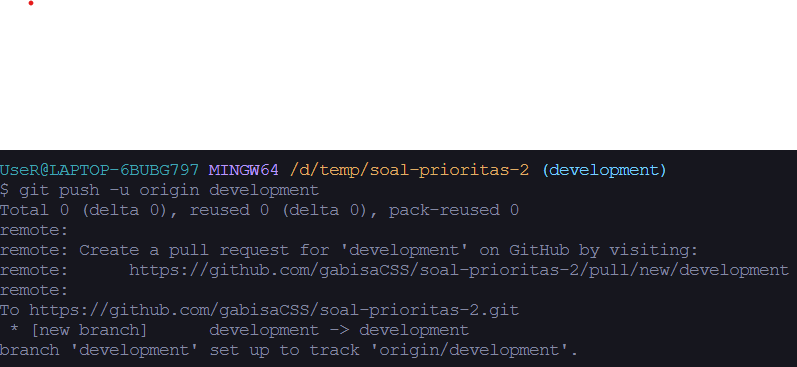 UseR@LAPTOP-6BUBG797 MINGW64 /d/temp/soal-prioritas-2 (development)
$ git push -u origin development
Total 0 (delta 0), reused 0 (delta 0), pack-reused 0
remote:
remote: Create a pull request for 'development' on GitHub by visiting:
remote:      https://github.com/gabisaCSS/soal-prioritas-2/pull/new/development
remote:
To https://github.com/gabisaCSS/soal-prioritas-2.git
 * [new branch]      development -> development
branch 'development' set up to track 'origin/development'.